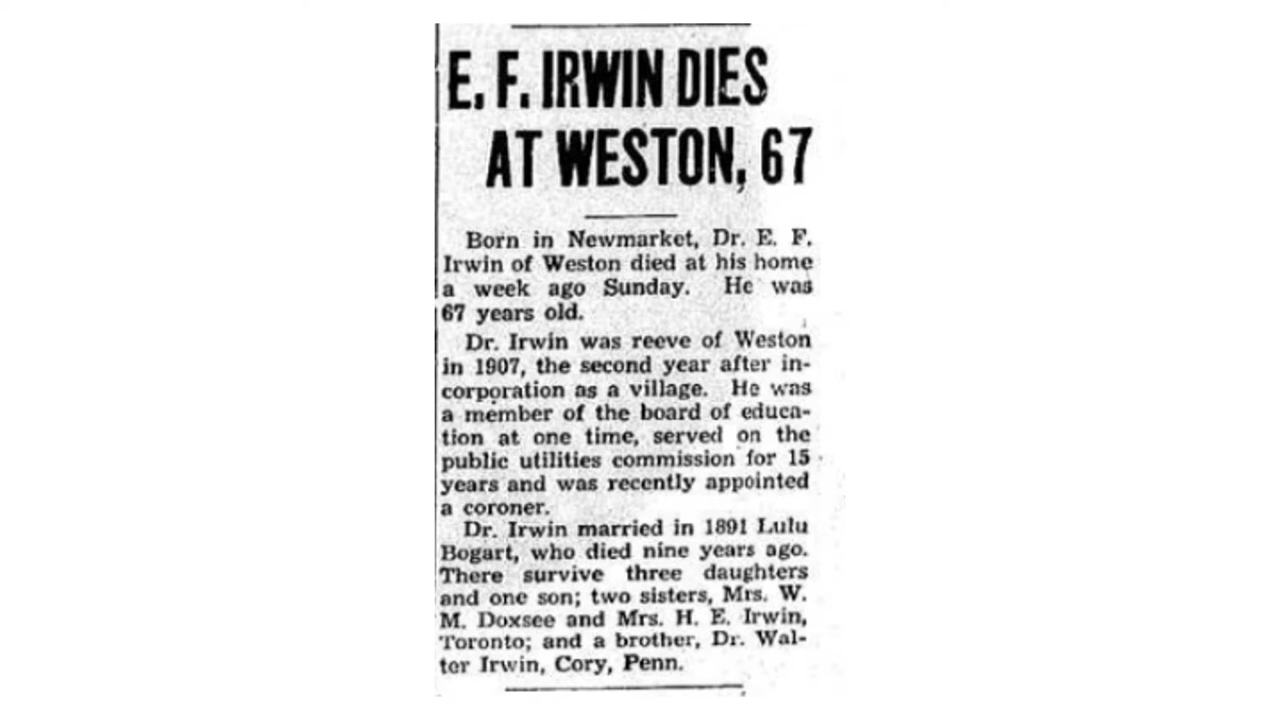 E. F. IRWIN DIES
AT WESTON, 67
Born in Newmarket, Dr. E. F.
Irwin of Weston died at his home
a week ago Sunday. He was
67 years old.
Dr. Irwin was reeve of Weston
in 1907, the second year after in-
corporation as a village. He was
a member of the board of educa-
tion at one time, served on the
public utilities commission for 15
years and was recently appointed
a coroner.
Dr. Irwin married in 1891 Lulu
Bogart, who died nine years ago.
There survive three daughters
and one son; two sisters, Mrs. W.
M. Doxsee and Mrs. H. E. Irwin,
Toronto; and a brother, Dr. Wal-
ter Irwin, Cory, Penn.